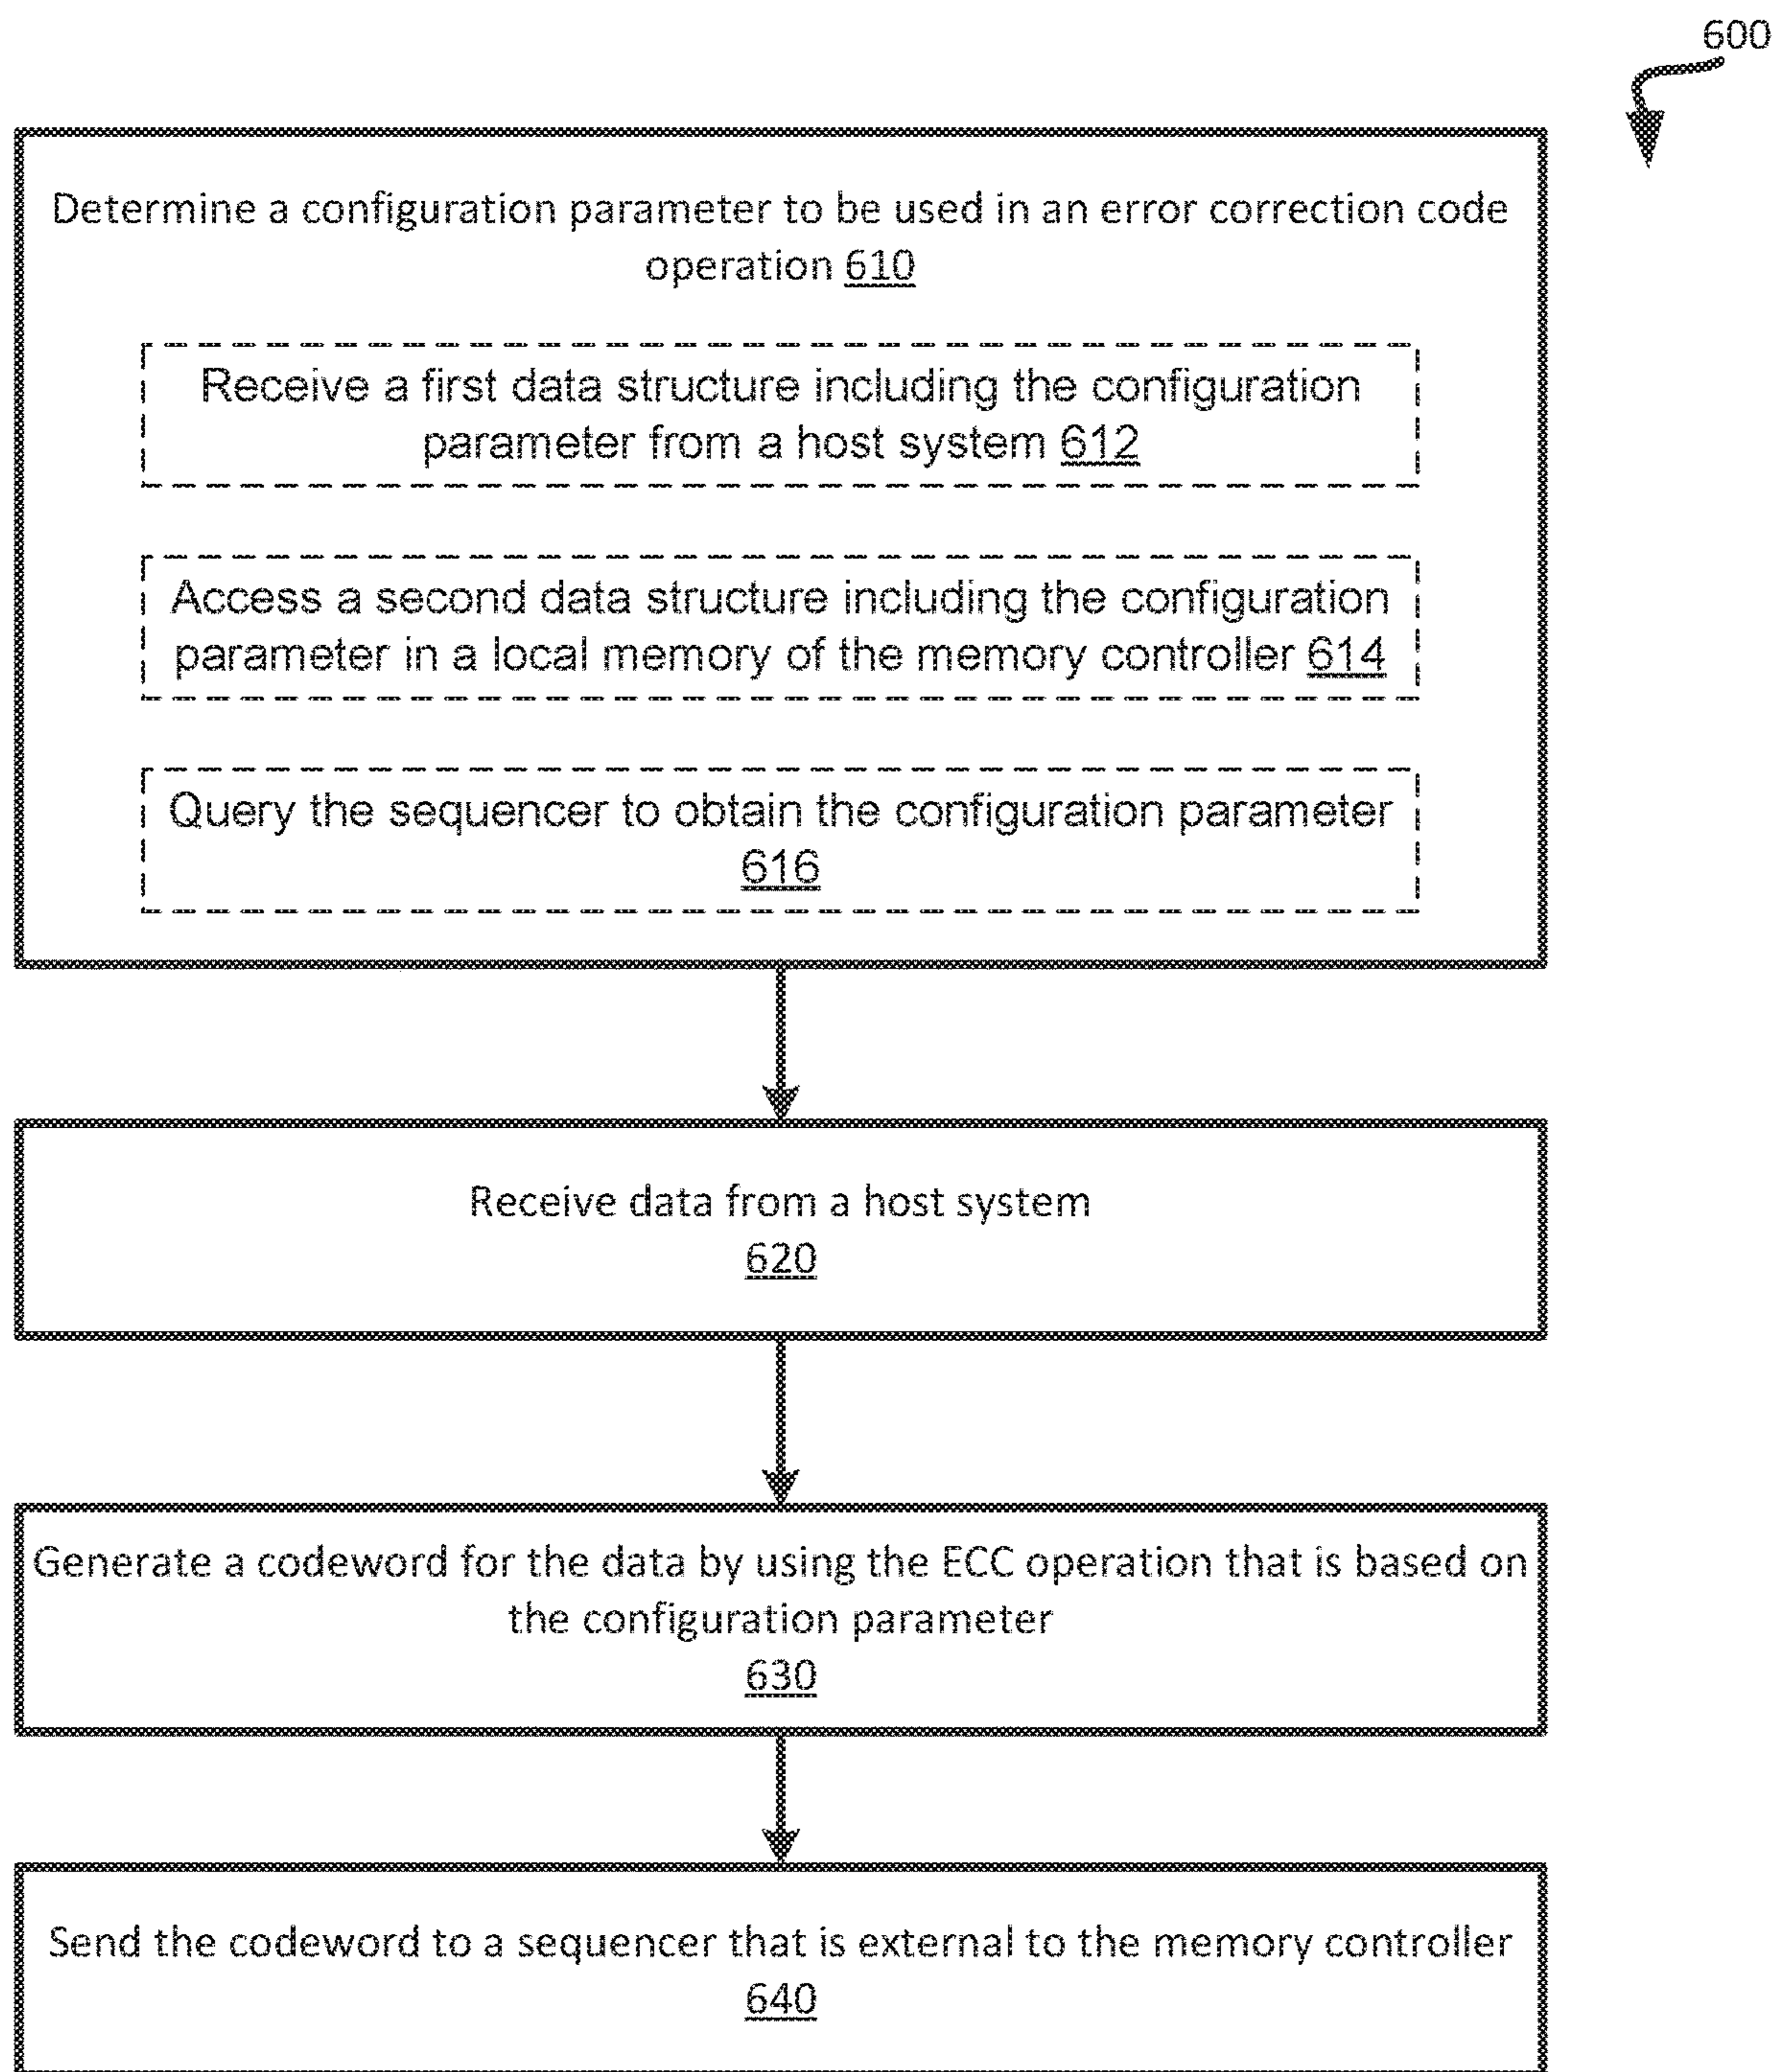 600
Determine a configuration parameter to be used in an error correction code
operation 610
Receive a first data structure including the configuration
parameter from a host system 612
Access a second data structure including the configuration
parameter in a local memory of the memory controller 614
Query the sequencer to obtain the configuration parameter
616
Receive data from a host system
620
Generate a codeword for the data by using the ECC operation that is based on
the configuration parameter
630
Send the codeword to a sequencer that is external to the memory controller
640